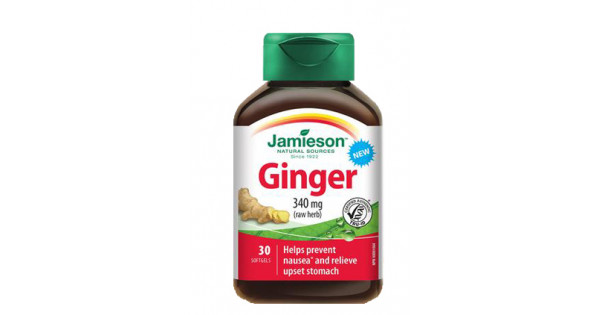 Jamieson
NATURAL SOURCES
Since 1922
NEW
Ginger
340 mg
(raw herb)
30
SOFTGELS
Helps prevent
nausea* and relieve
upset stomach